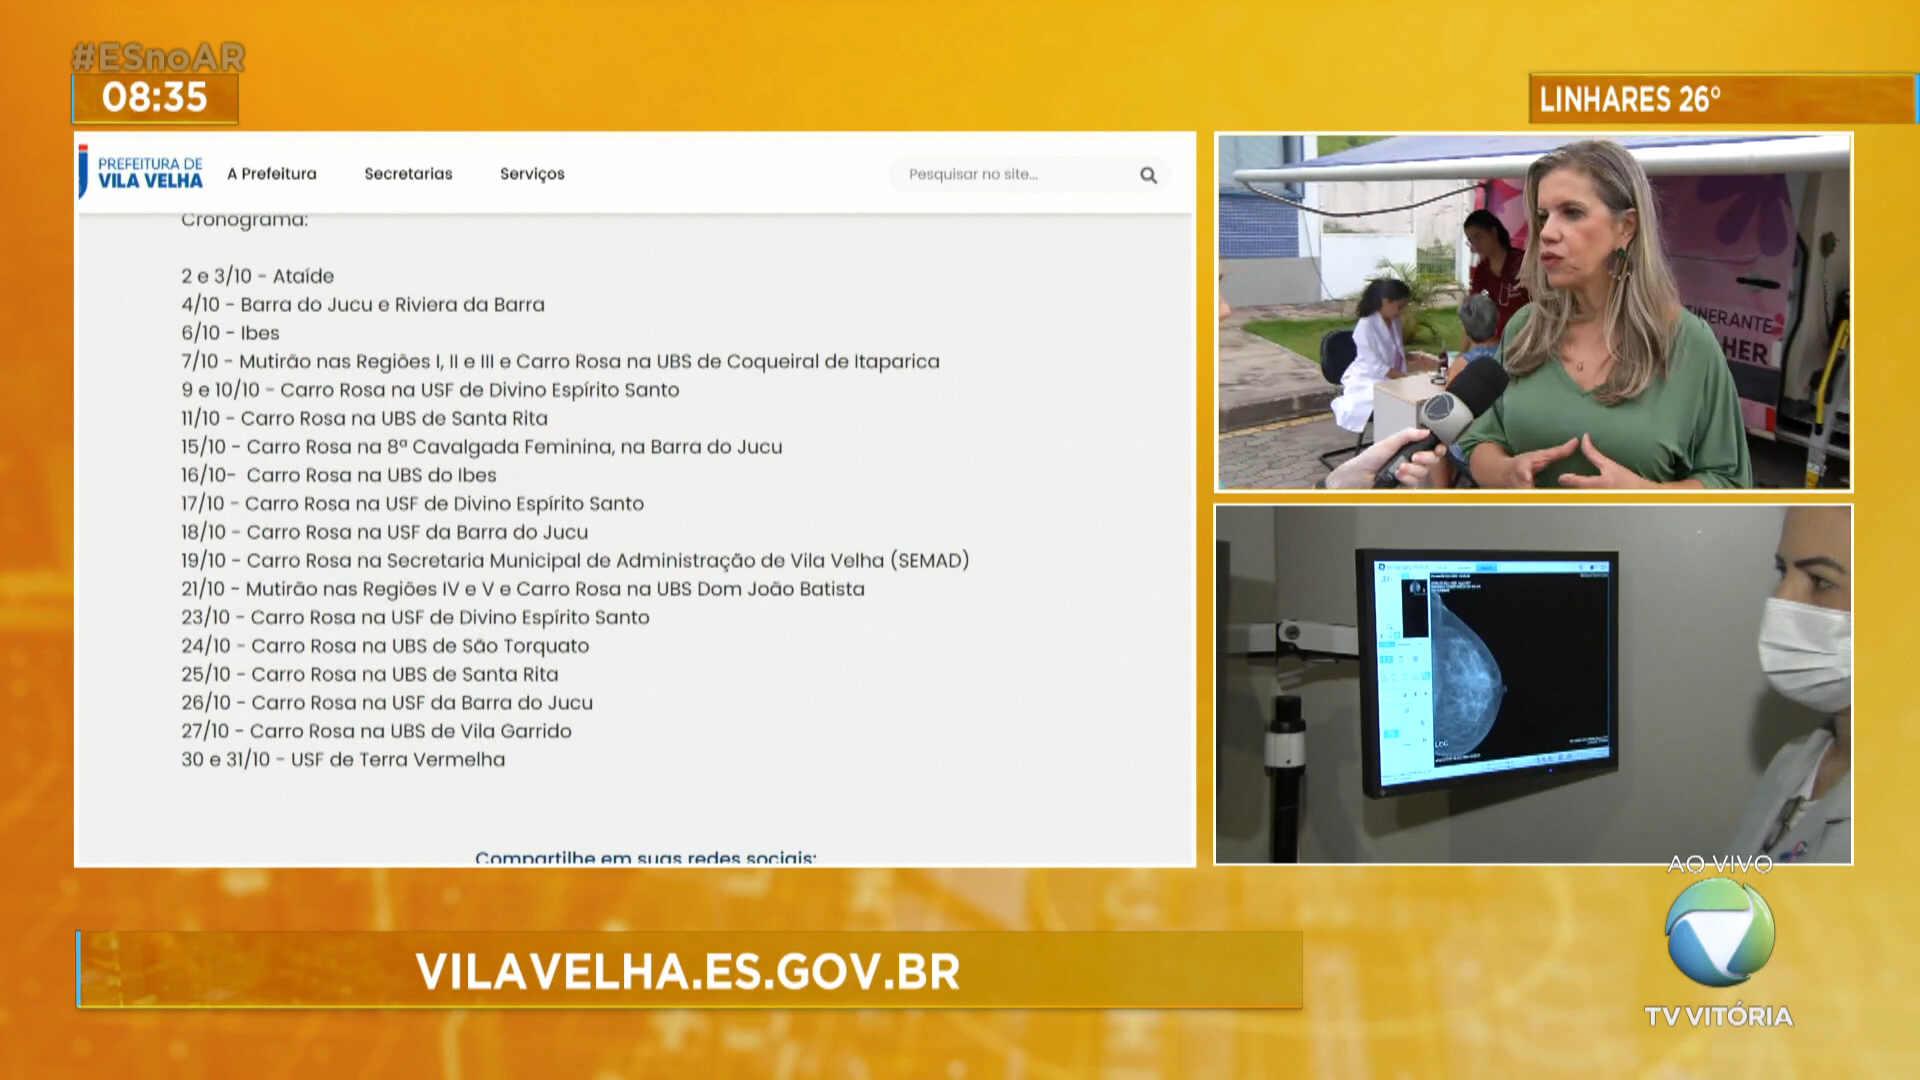 #ESnoAR
08:35
LINHARES 26°
PREFEITURA DE
VILA VELHA
A Prefeitura
Secretarias
Serviços
Pesquisar no site...
Cronograma:
2 e 3/10 - Ataíde
4/10 - Barra do Jucu e Riviera da Barra
6/10 - Ibes
7/10 - Mutirão nas Regiões I, II e III e Carro Rosa na UBS de Coqueiral de Itaparica
9 e 10/10 - Carro Rosa na USF de Divino Espírito Santo
11/10 - Carro Rosa na UBS de Santa Rita
15/10 - Carro Rosa na 8ª Cavalgada Feminina, na Barra do Jucu
16/10- Carro Rosa na UBS do Ibes
17/10 - Carro Rosa na USF de Divino Espírito Santo
18/10 - Carro Rosa na USF da Barra do Jucu
19/10 - Carro Rosa na Secretaria Municipal de Administração de Vila Velha (SEMAD)
21/10 - Mutirão nas Regiões IV e V e Carro Rosa na UBS Dom João Batista
23/10 - Carro Rosa na USF de Divino Espírito Santo
24/10 - Carro Rosa na UBS de São Torquato
25/10 - Carro Rosa na UBS de Santa Rita
26/10 - Carro Rosa na USF da Barra do Jucu
27/10 - Carro Rosa na UBS de Vila Garrido
30 e 31/10 - USF de Terra Vermelha
Compartilhe em suas redes sociais:
INERANTE
HER
AO VIVO
VILAVELHA.ES.GOV.BR
TV VITÓRIA